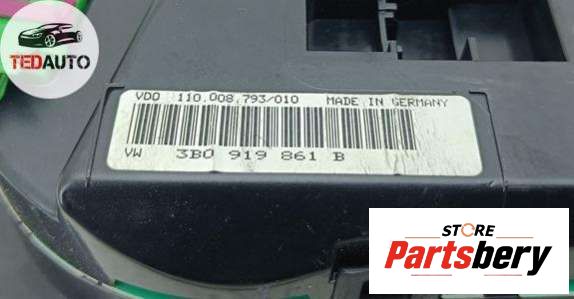 TEDAUTO
VDO 110.008.793/010 MADE IN GERMANY
VW 3B0 919 861 B
STORE
Partsbery